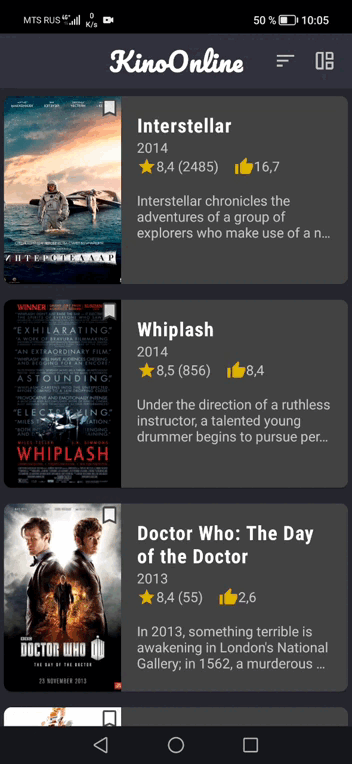 MTS RUS 4G 0 K/s 50 % 10:05
KinoOnline
Interstellar
2014
8,4 (2485) 16,7
Interstellar chronicles the
adventures of a group of
explorers who make use of a n...
ИНТЕРСТЕЛЛАР
Whiplash
2014
8,5 (856) 8,4
Under the direction of a ruthless
instructor, a talented young
drummer begins to pursue per...
WINNER
"EXHILARATING."
"AN EXTRAORDINARY FILM."
ASTOUNDING
"ELECTRIFYING."
WHIPLASH
Doctor Who: The Day
of the Doctor
2013
8,4 (55) 2,6
In 2013, something terrible is
awakening in London's National
Gallery; in 1562, a murderous ...
BBC
DOCTOR WHO
THE DAY OF THE DOCTOR
23 NOVEMBER 2013